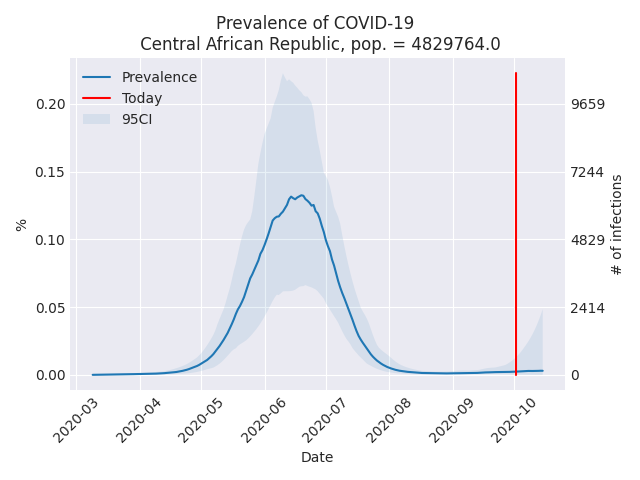 Prevalence of COVID-19
Central African Republic, pop. = 4829764.0
Prevalence
Today
95CI
0.20
0.15
0.10
0.05
0.00
%
9659
7244
4829
2414
0
# of infections
2020-03
2020-04
2020-05
2020-06
2020-07
2020-08
2020-09
2020-10
Date